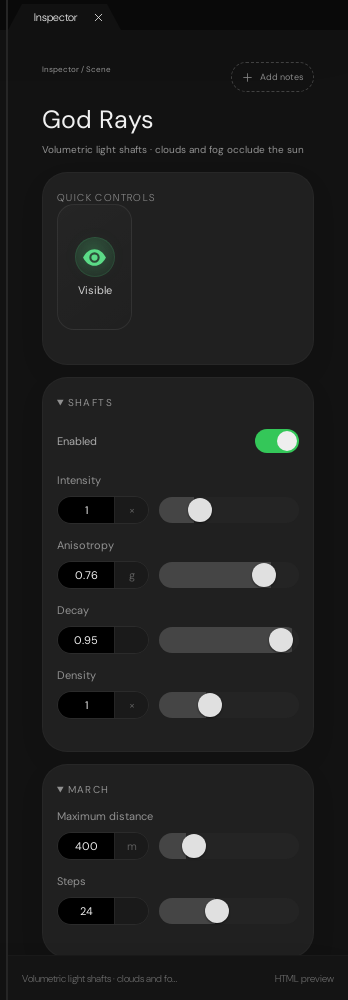 Inspector
Inspector / Scene
Add notes
God Rays
Volumetric light shafts · clouds and fog occlude the sun
QUICK CONTROLS
Visible
▼ SHAFTS
Enabled
Intensity
1 ×
Anisotropy
0.76 g
Decay
0.95
Density
1 ×
▼ MARCH
Maximum distance
400 m
Steps
24
Volumetric light shafts · clouds and fo...
HTML preview